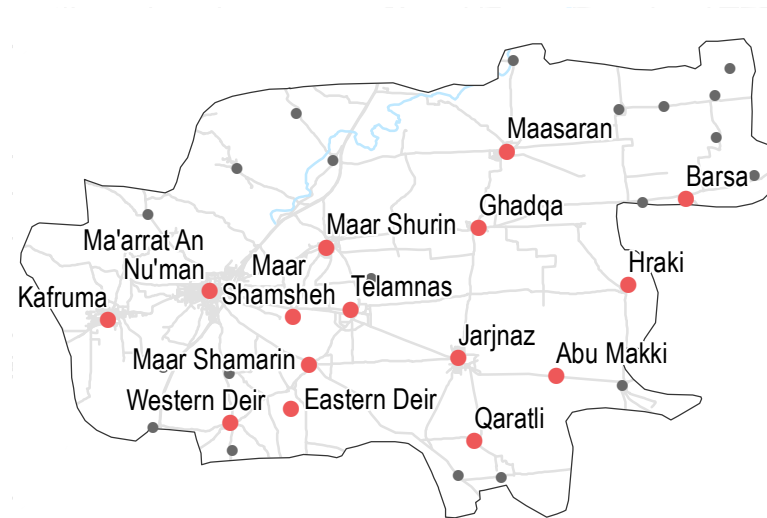 Maasaran
Barsa
Ghadqa
Maar Shurin
Ma'arrat An
Nu'man
Maar
Shamsheh
Hraki
Telamnas
Kafruma
Jarjnaz
Abu Makki
Maar Shamarin
Western Deir
Eastern Deir
Qaratli